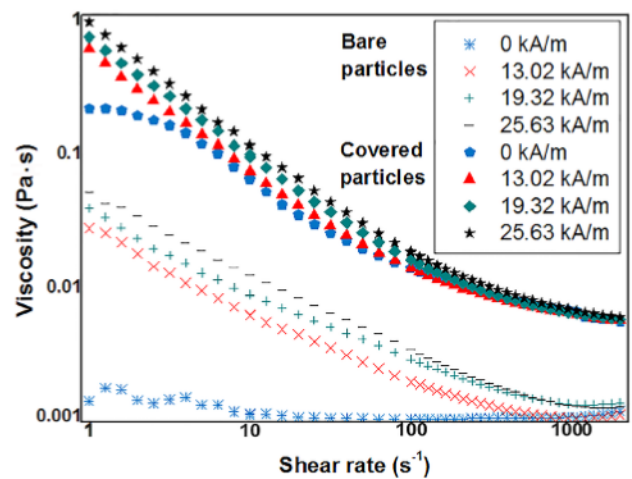 1
0.1
0.01
0.001
Viscosity (Pa·s)
Bare
particles
0 kA/m
13.02 kA/m
19.32 kA/m
25.63 kA/m
Covered
particles
0 kA/m
13.02 kA/m
19.32 kA/m
25.63 kA/m
1
10
100
1000
Shear rate (s⁻¹)